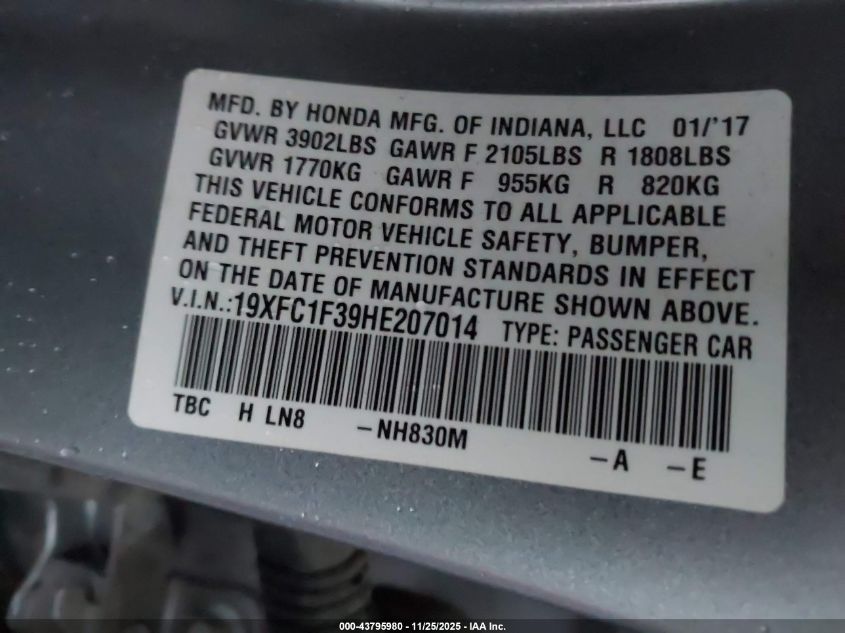 MFD. BY HONDA MFG. OF INDIANA, LLC 01/'17
GVWR 3902LBS GAWR F 2105LBS R 1808LBS
GVWR 1770KG GAWR F 955KG R 820KG
THIS VEHICLE CONFORMS TO ALL APPLICABLE
FEDERAL MOTOR VEHICLE SAFETY, BUMPER,
AND THEFT PREVENTION STANDARDS IN EFFECT
ON THE DATE OF MANUFACTURE SHOWN ABOVE.
V.I.N.:19XFC1F39HE207014 TYPE: PASSENGER CAR
TBC H LN8 –NH830M –A –E
000-43795980 - 11/25/2025 - IAA Inc.